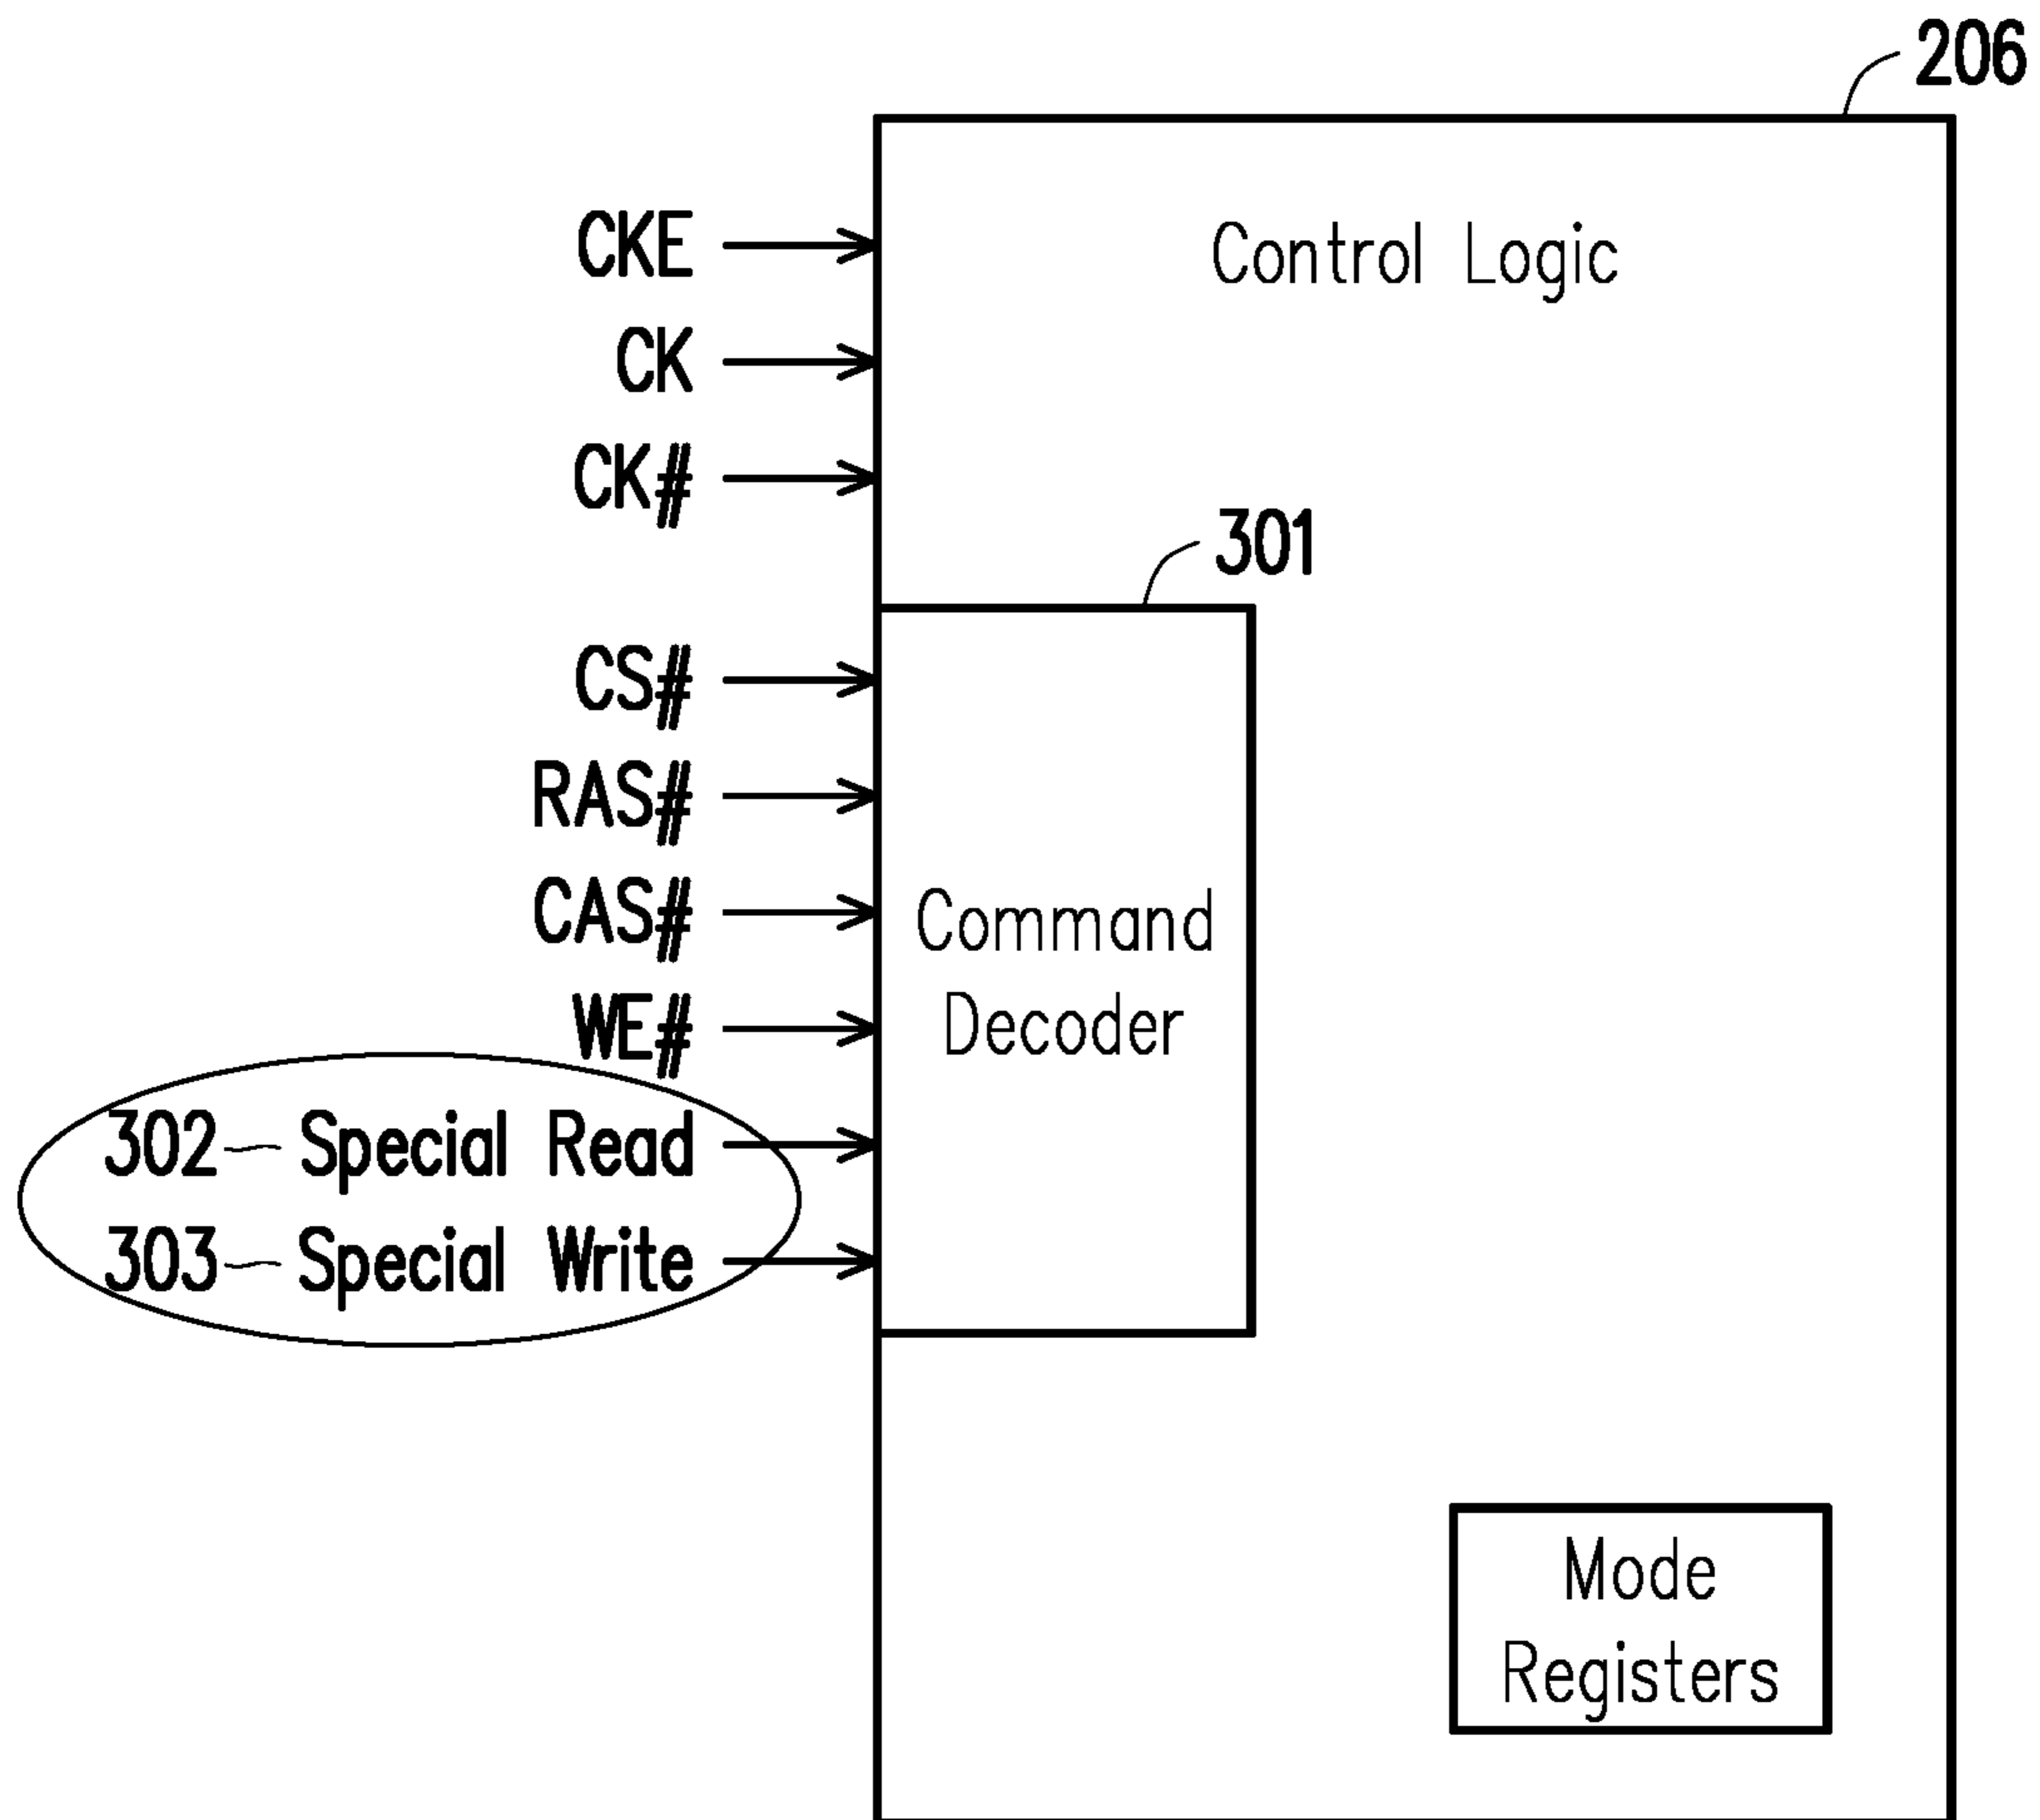 206
CKE
Control Logic
CK
CK#
301
CS#
RAS#
CAS#
Command
Decoder
WE#
302 Special Read
303 Special Write
Mode
Registers